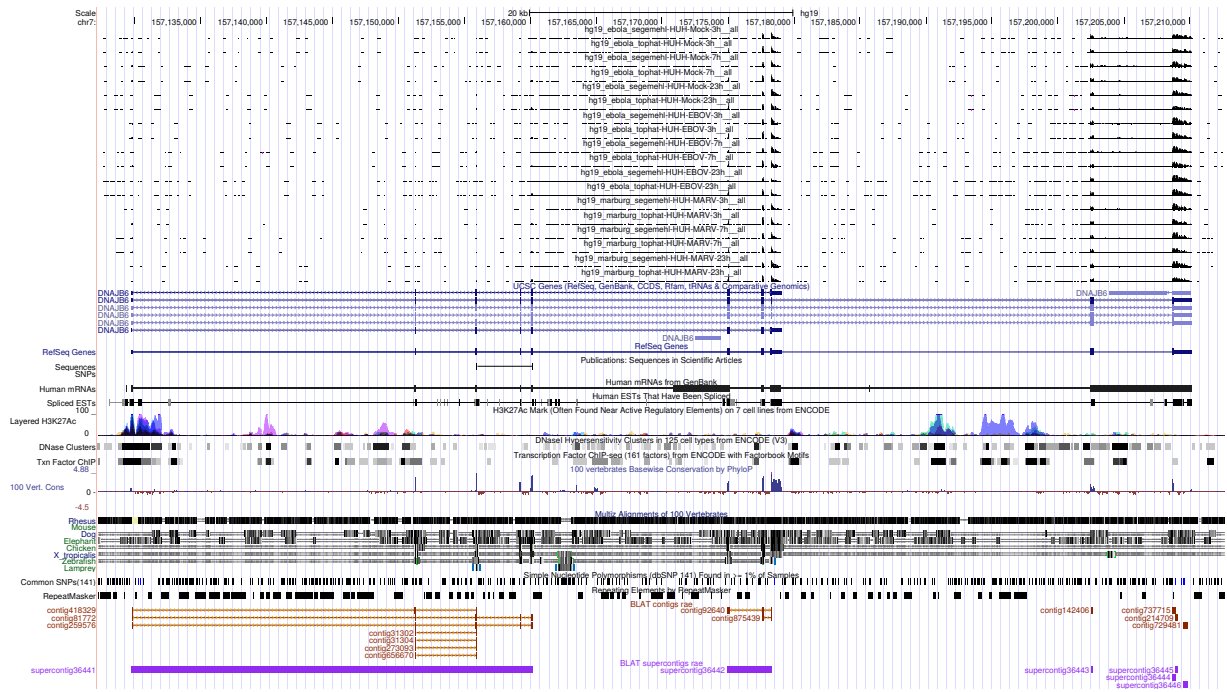 Scale 20 kb hg19
chr7: 157,135,000 157,140,000 157,145,000 157,150,000 157,155,000 157,160,000 157,165,000 157,170,000 157,175,000 157,180,000 157,185,000 157,190,000 157,195,000 157,200,000 157,205,000 157,210,000
hg19_ebola_segemehl-HUH-Mock-3h__all
hg19_ebola_tophat-HUH-Mock-3h__all
hg19_ebola_segemehl-HUH-Mock-7h__all
hg19_ebola_tophat-HUH-Mock-7h__all
hg19_ebola_segemehl-HUH-Mock-23h__all
hg19_ebola_tophat-HUH-Mock-23h__all
hg19_ebola_segemehl-HUH-EBOV-3h__all
hg19_ebola_tophat-HUH-EBOV-3h__all
hg19_ebola_segemehl-HUH-EBOV-7h__all
hg19_ebola_tophat-HUH-EBOV-7h__all
hg19_ebola_segemehl-HUH-EBOV-23h__all
hg19_ebola_tophat-HUH-EBOV-23h__all
hg19_marburg_segemehl-HUH-MARV-3h__all
hg19_marburg_tophat-HUH-MARV-3h__all
hg19_marburg_segemehl-HUH-MARV-7h__all
hg19_marburg_tophat-HUH-MARV-7h__all
hg19_marburg_segemehl-HUH-MARV-23h__all
hg19_marburg_tophat-HUH-MARV-23h__all
UCSC Genes (RefSeq, GenBank, CCDS, Rfam, tRNAs & Comparative Genomics)
DNAJB6 DNAJB6
DNAJB6
DNAJB6
DNAJB6
DNAJB6
DNAJB6
DNAJB6
RefSeq Genes
RefSeq Genes
Publications: Sequences in Scientific Articles
Sequences
SNPs
Human mRNAs from GenBank
Human mRNAs
Human ESTs That Have Been Spliced
Spliced ESTs
H3K27Ac Mark (Often Found Near Active Regulatory Elements) on 7 cell lines from ENCODE
100
Layered H3K27Ac
0
DNaseI Hypersensitivity Clusters in 125 cell types from ENCODE (V3)
DNase Clusters
Transcription Factor ChIP-seq (161 factors) from ENCODE with Factorbook Motifs
Txn Factor ChIP
100 vertebrates Basewise Conservation by PhyloP
4.88
100 Vert. Cons
0
-4.5
Multiz Alignments of 100 Vertebrates
Rhesus
Mouse
Dog
Elephant
Chicken
X_tropicalis
Zebrafish
Lamprey
Simple Nucleotide Polymorphisms (dbSNP 141) Found in >= 1% of Samples
Common SNPs(141)
Repeating Elements by RepeatMasker
RepeatMasker
BLAT contigs rae
contig418329 contig92640 contig142406 contig737715
contig81772 contig875439 contig214709
contig259576 contig729481
contig31302
contig31304
contig273093
contig656670
BLAT supercontigs rae
supercontig36441 supercontig36442 supercontig36443 supercontig36445
supercontig36444
supercontig36446